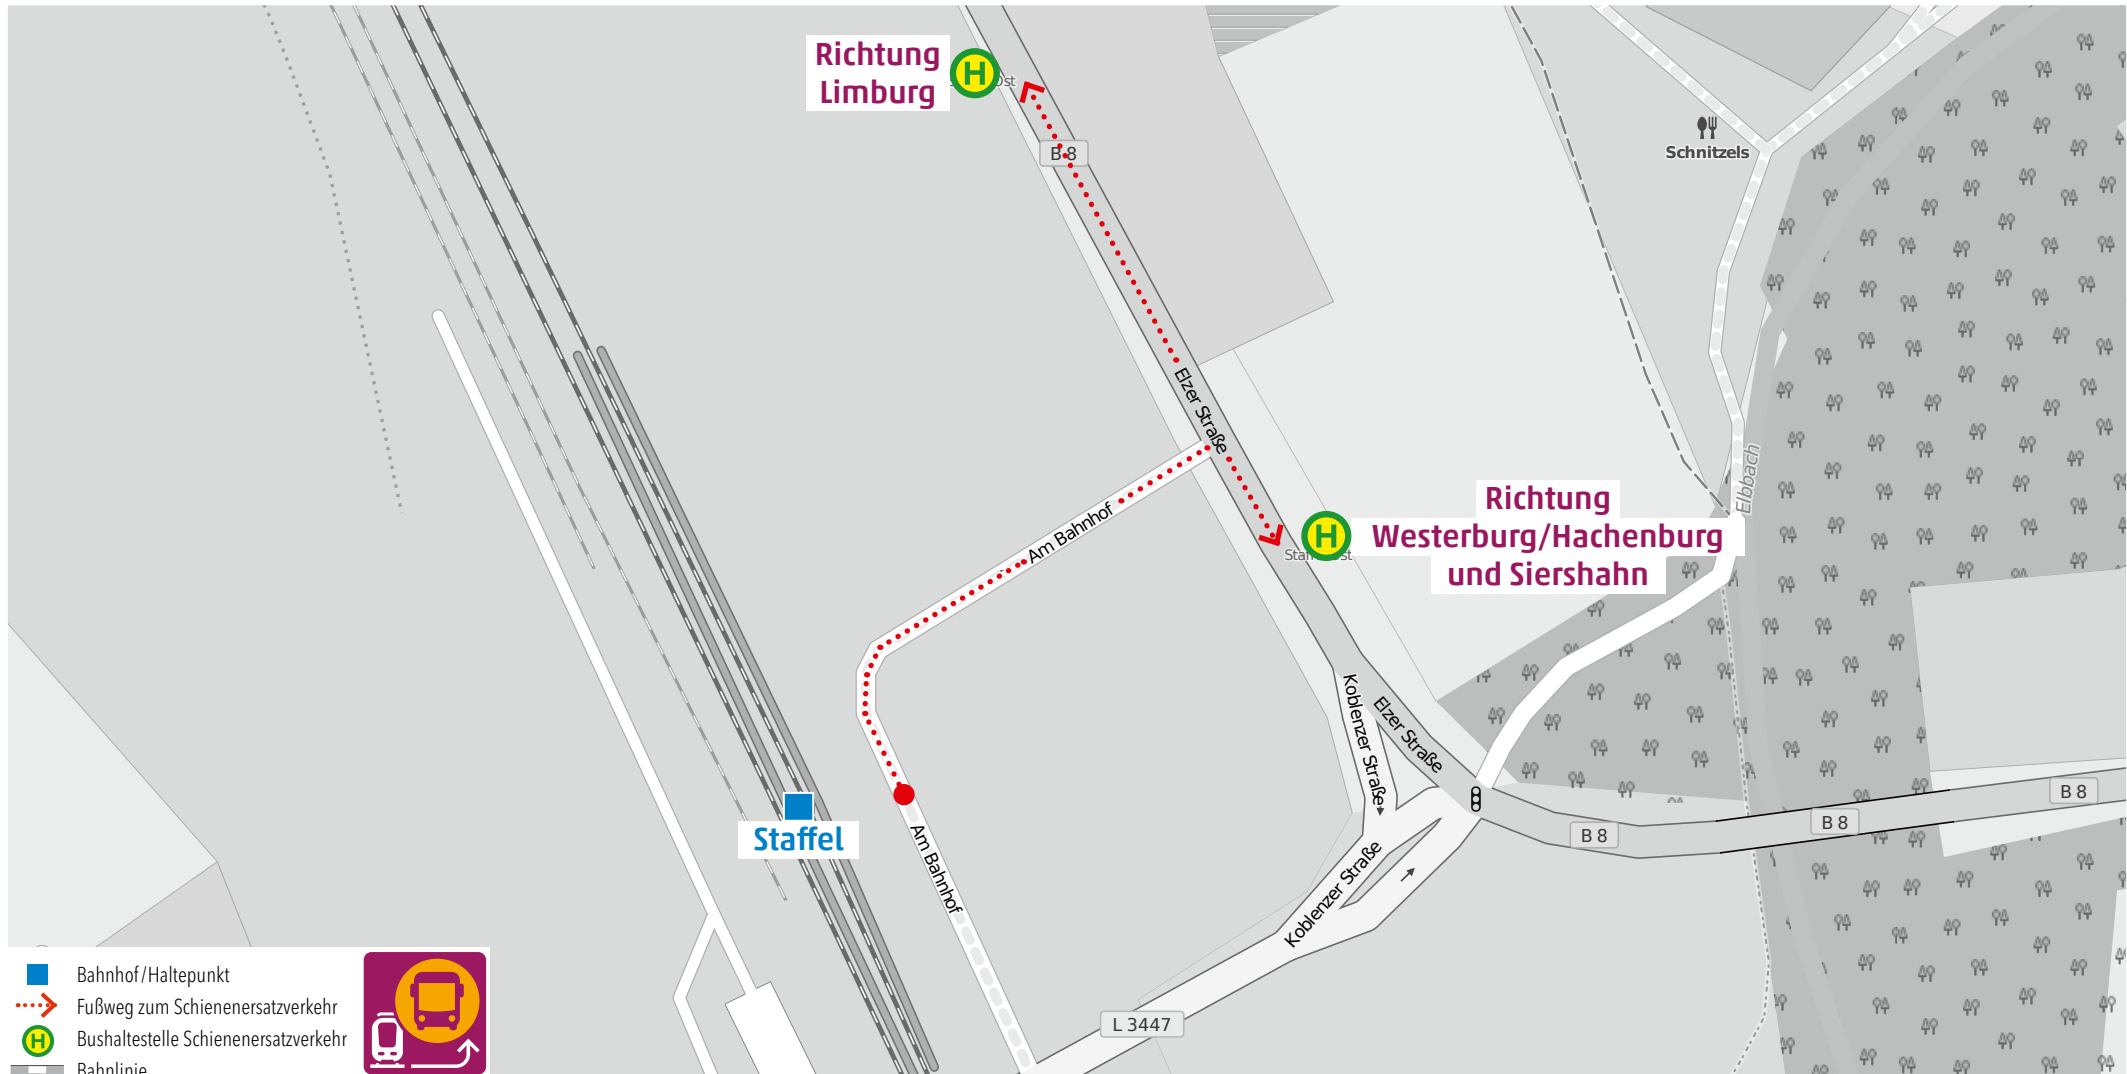 Richtung
Limburg
H
B 8
Schnitzels
Elzer Straße
Elbbach
Richtung
Westerburg/Hachenburg
und Siershahn
H
Am Bahnhof
Koblenzer Straße
Elzer Straße
Staffel
Am Bahnhof
Koblenzer Straße
B 8
B 8
B 8
L 3447
Bahnhof/Haltepunkt
Fußweg zum Schienenersatzverkehr
H Bushaltestelle Schienenersatzverkehr
Bahnlinie